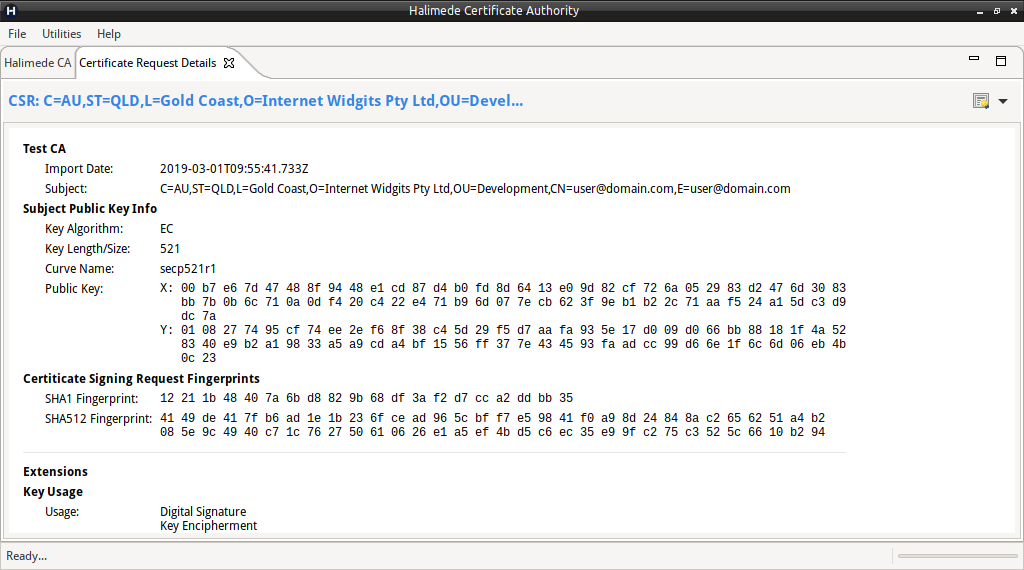 H Halimede Certificate Authority
File Utilities Help
Halimede CA Certificate Request Details
CSR: C=AU,ST=QLD,L=Gold Coast,O=Internet Widgits Pty Ltd,OU=Devel...
Test CA
Import Date: 2019-03-01T09:55:41.733Z
Subject: C=AU,ST=QLD,L=Gold Coast,O=Internet Widgits Pty Ltd,OU=Development,CN=user@domain.com,E=user@domain.com
Subject Public Key Info
Key Algorithm: EC
Key Length/Size: 521
Curve Name: secp521r1
Public Key: X: 00 b7 e6 7d 47 48 8f 94 48 e1 cd 87 d4 b0 fd 8d 64 13 e0 9d 82 cf 72 6a 05 29 83 d2 47 6d 30 83
bb 7b 0b 6c 71 0a 0d f4 20 c4 22 e4 71 b9 6d 07 7e cb 62 3f 9e b1 b2 2c 71 aa f5 24 a1 5d c3 d9
dc 7a
Y: 01 08 27 74 95 cf 74 ee 2e f6 8f 38 c4 5d 29 f5 d7 aa fa 93 5e 17 d0 09 d0 66 bb 88 18 1f 4a 52
83 40 e9 b2 a1 98 33 a5 a9 cd a4 bf 15 56 ff 37 7e 43 45 93 fa ad cc 99 d6 6e 1f 6c 6d 06 eb 4b
0c 23
Certiticate Signing Request Fingerprints
SHA1 Fingerprint: 12 21 1b 48 40 7a 6b d8 82 9b 68 df 3a f2 d7 cc a2 dd bb 35
SHA512 Fingerprint: 41 49 de 41 7f b6 ad 1e 1b 23 6f ce ad 96 5c bf f7 e5 98 41 f0 a9 8d 24 84 8a c2 65 62 51 a4 b2
08 5e 9c 49 40 c7 1c 76 27 50 61 06 26 e1 a5 ef 4b d5 c6 ec 35 e9 9f c2 75 c3 52 5c 66 10 b2 94
Extensions
Key Usage
Usage: Digital Signature
Key Encipherment
Ready...